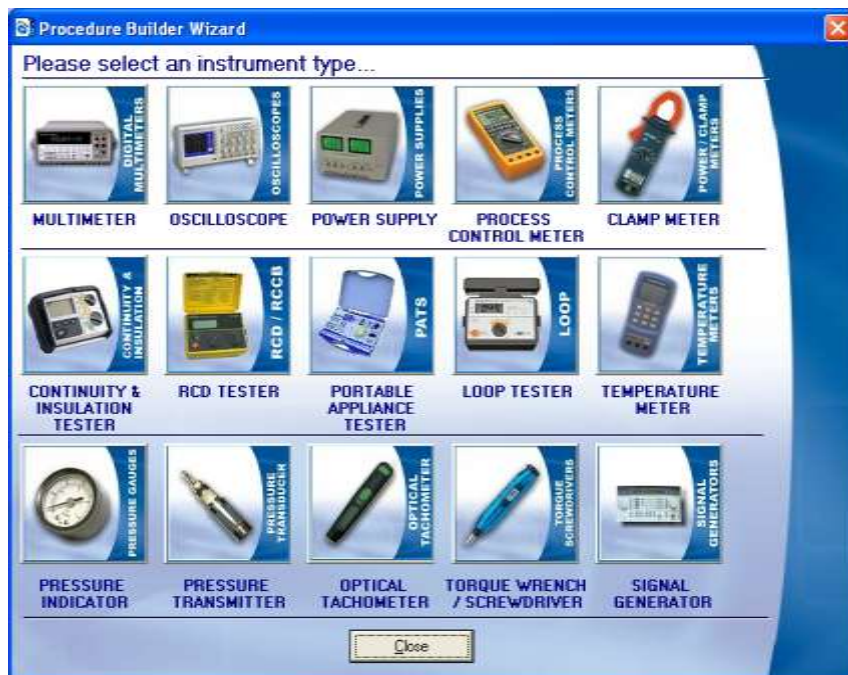 Procedure Builder Wizard
Please select an instrument type...
DIGITAL
MULTIMETERS
OSCILLOSCOPES
POWER SUPPLIES
PROCESS
CONTROL METERS
POWER / CLAMP
METERS
MULTIMETER
OSCILLOSCOPE
POWER SUPPLY
PROCESS
CONTROL METER
CLAMP METER
CONTINUITY &
INSULATION
RCD / RCCB
PATS
LOOP
TEMPERATURE
METERS
CONTINUITY &
INSULATION
TESTER
RCD TESTER
PORTABLE
APPLIANCE
TESTER
LOOP TESTER
TEMPERATURE
METER
PRESSURE GAUGES
PRESSURE
TRANSDUCER
OPTICAL
TACHOMETER
TORQUE
SCREWDRIVERS
SIGNAL
GENERATORS
PRESSURE
INDICATOR
PRESSURE
TRANSMITTER
OPTICAL
TACHOMETER
TORQUE WRENCH
/ SCREWDRIVER
SIGNAL
GENERATOR
Close